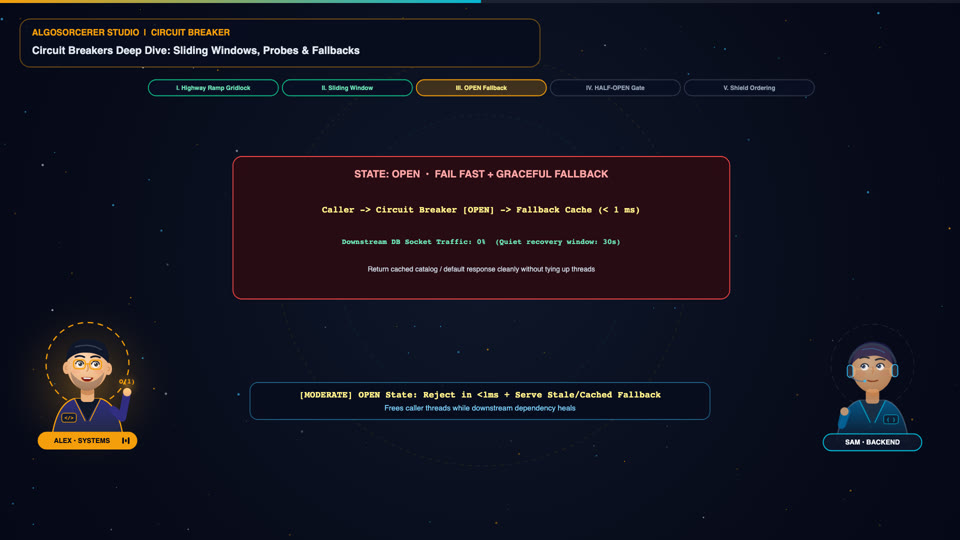 ALGOSORCERER STUDIO | CIRCUIT BREAKER
Circuit Breakers Deep Dive: Sliding Windows, Probes & Fallbacks
I. Highway Ramp Gridlock
II. Sliding Window
III. OPEN Fallback
IV. HALF-OPEN Gate
V. Shield Ordering
STATE: OPEN • FAIL FAST + GRACEFUL FALLBACK
Caller -> Circuit Breaker [OPEN] -> Fallback Cache (< 1 ms)
Downstream DB Socket Traffic: 0% (Quiet recovery window: 30s)
Return cached catalog / default response cleanly without tying up threads
[MODERATE] OPEN State: Reject in <1ms + Serve Stale/Cached Fallback
Frees caller threads while downstream dependency heals
O(1)
</>
ALEX • SYSTEMS
{ }
SAM • BACKEND